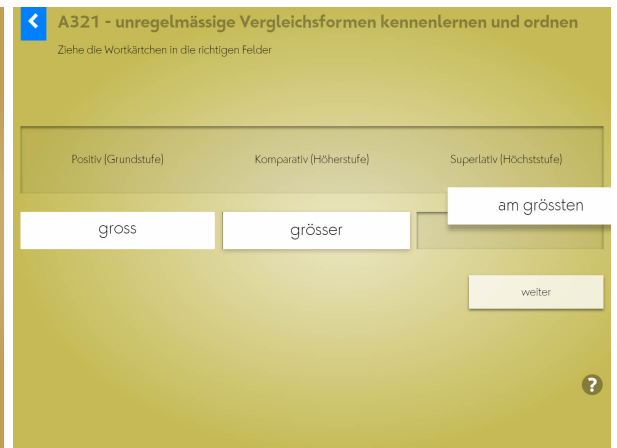 A321 - unregelmässige Vergleichsformen kennenlernen und ordnen
Ziehe die Wortkärtchen in die richtigen Felder
Positiv (Grundstufe) Komparativ (Höherstufe) Superlativ (Höchststufe)
am grössten
gross grösser
weiter
?